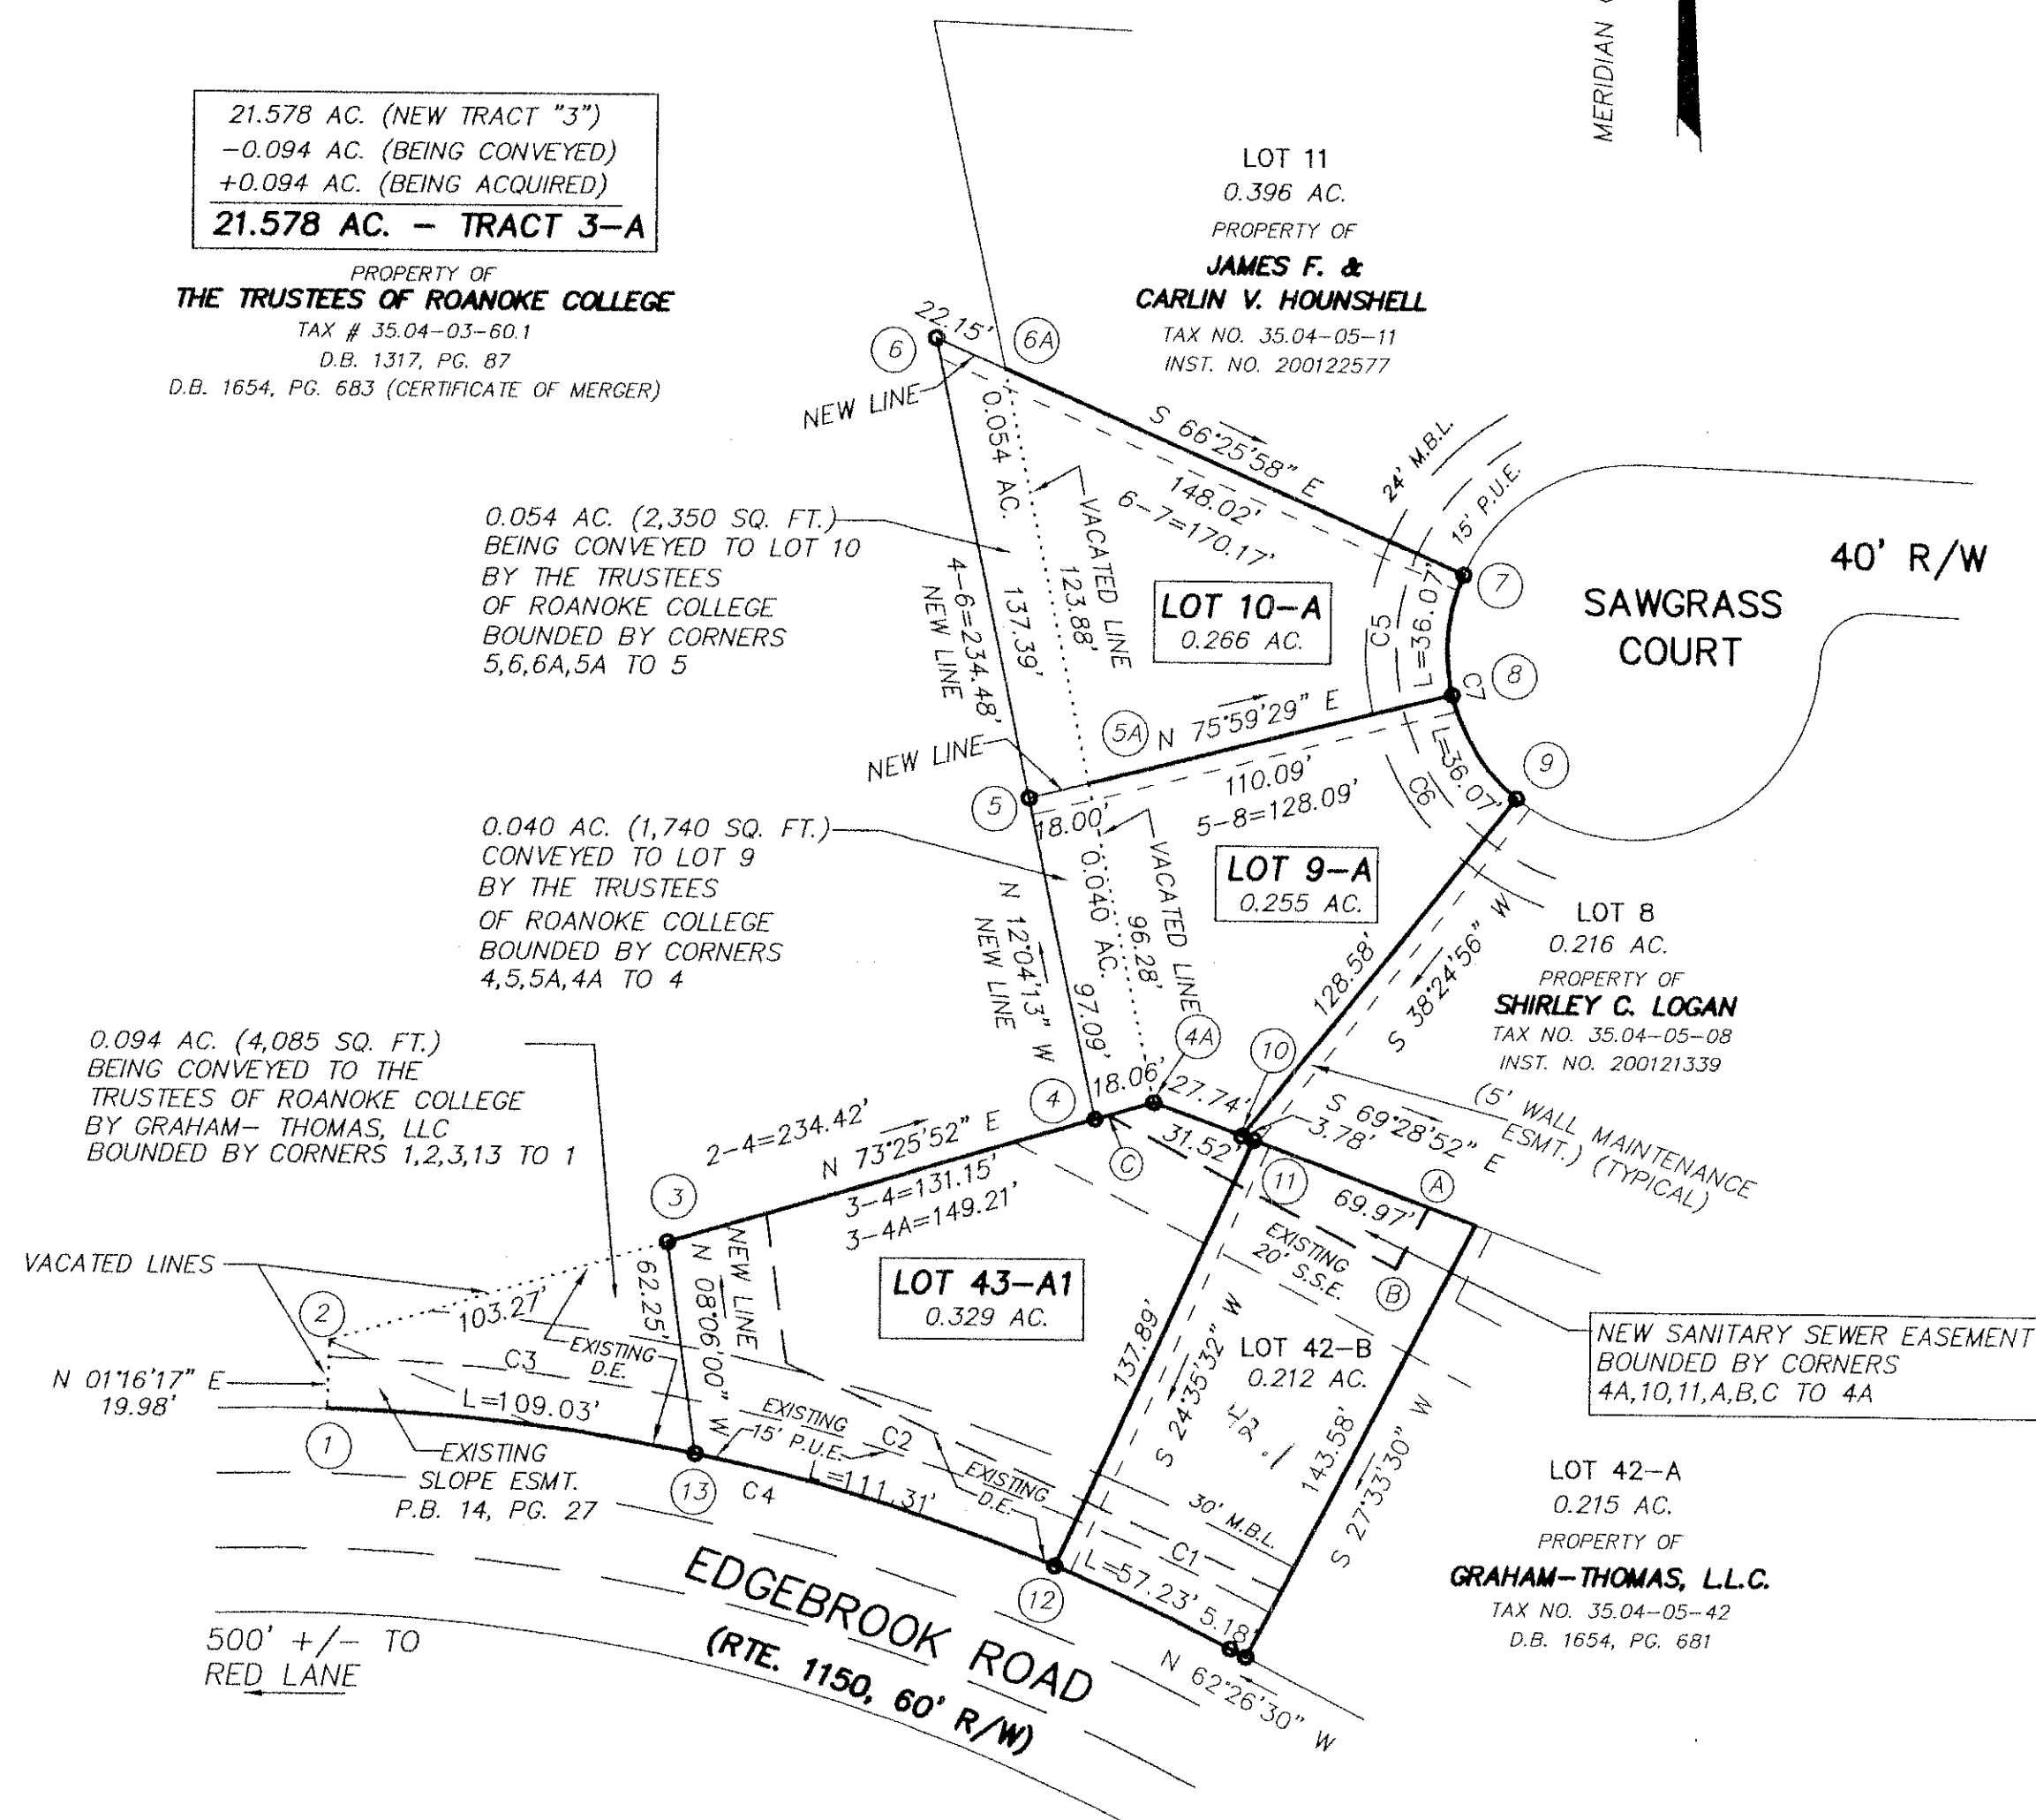 MERIDIAN
21.578 AC. (NEW TRACT "3")
-0.094 AC. (BEING CONVEYED)
+0.094 AC. (BEING ACQUIRED)
21.578 AC. - TRACT 3-A
PROPERTY OF
THE TRUSTEES OF ROANOKE COLLEGE
TAX # 35.04-03-60.1
D.B. 1317, PG. 87
D.B. 1654, PG. 683 (CERTIFICATE OF MERGER)
LOT 11
0.396 AC.
PROPERTY OF
JAMES F. &
CARLIN V. HOUNSHELL
TAX NO. 35.04-05-11
INST. NO. 200122577
22.15'
6
6A
NEW LINE
S 66°25'58" E
148.02'
6-7=170.17'
24' M.B.L.
15' P.U.E.
0.054 AC.
VACATED LINE
123.88'
137.39'
4-6=234.48'
NEW LINE
0.054 AC. (2,350 SQ. FT.)
BEING CONVEYED TO LOT 10
BY THE TRUSTEES
OF ROANOKE COLLEGE
BOUNDED BY CORNERS
5,6,6A,5A TO 5
LOT 10-A
0.266 AC.
C5
L=36.07'
7
8
C7
40' R/W
SAWGRASS
COURT
5A
N 75°59'29" E
NEW LINE
5
18.00'
110.09'
5-8=128.09'
L=36.07'
C6
9
0.040 AC. (1,740 SQ. FT.)
CONVEYED TO LOT 9
BY THE TRUSTEES
OF ROANOKE COLLEGE
BOUNDED BY CORNERS
4,5,5A,4A TO 4
LOT 9-A
0.255 AC.
VACATED LINE
96.28'
0.040 AC.
97.09'
N 12°04'13" W
NEW LINE
128.58'
S 38°24'56" W
LOT 8
0.216 AC.
PROPERTY OF
SHIRLEY C. LOGAN
TAX NO. 35.04-05-08
INST. NO. 200121339
0.094 AC. (4,085 SQ. FT.)
BEING CONVEYED TO THE
TRUSTEES OF ROANOKE COLLEGE
BY GRAHAM- THOMAS, LLC
BOUNDED BY CORNERS 1,2,3,13 TO 1
4
4A
10
18.06'
27.74'
3.78'
31.52'
C
11
S 69°28'52" E
(5' WALL MAINTENANCE
ESMT.) (TYPICAL)
69.97'
A
B
2-4=234.42'
N 73°25'52" E
3-4=131.15'
3-4A=149.21'
3
VACATED LINES
2
103.27'
62.25'
N 08°06'00" W
NEW LINE
LOT 43-A1
0.329 AC.
EXISTING
20' S.S.E.
NEW SANITARY SEWER EASEMENT
BOUNDED BY CORNERS
4A,10,11,A,B,C TO 4A
N 01°16'17" E
19.98'
C3
EXISTING
D.E.
L=109.03'
1
EXISTING
SLOPE ESMT.
P.B. 14, PG. 27
13
C4
EXISTING
15' P.U.E.
C2
L=111.31'
EXISTING
D.E.
137.89'
S 24°35'32" W
LOT 42-B
0.212 AC.
143.58'
S 27°33'30" W
30' M.B.L.
C1
12
L=57.23'
5.18'
N 62°26'30" W
LOT 42-A
0.215 AC.
PROPERTY OF
GRAHAM-THOMAS, L.L.C.
TAX NO. 35.04-05-42
D.B. 1654, PG. 681
EDGEBROOK ROAD
(RTE. 1150, 60' R/W)
500' +/- TO
RED LANE